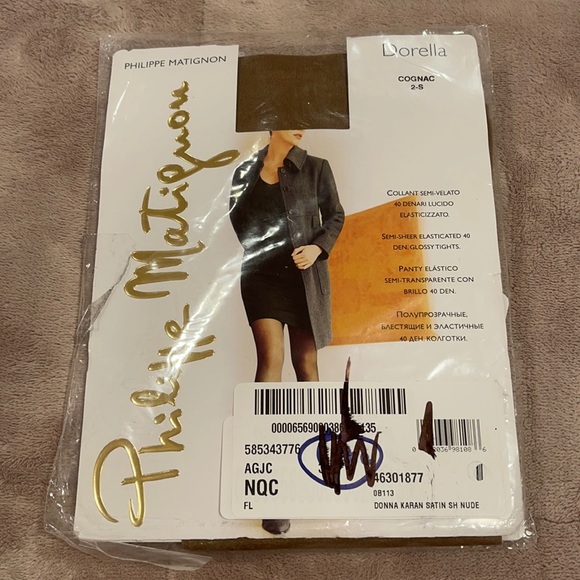 PHILIPPE MATIGNON
Dorella
COGNAC
2-S
Philippe Matignon
COLLANT SEMI-VELATO
40 DENARI LUCIDO
ELASTICIZZATO.
SEMI-SHEER ELASTICATED 40
DEN. GLOSSY TIGHTS.
PANTY ELÁSTICO
SEMI-TRANSPARENTE CON
BRILLO 40 DEN.
ПОЛУПРОЗРАЧНЫЕ,
БЛЕСТЯЩИЕ И ЭЛАСТИЧНЫЕ
40 ДЕН. КОЛГОТКИ.
585343776
AGJC
46301877
NQC
08113
FL
DONNA KARAN SATIN SH NUDE